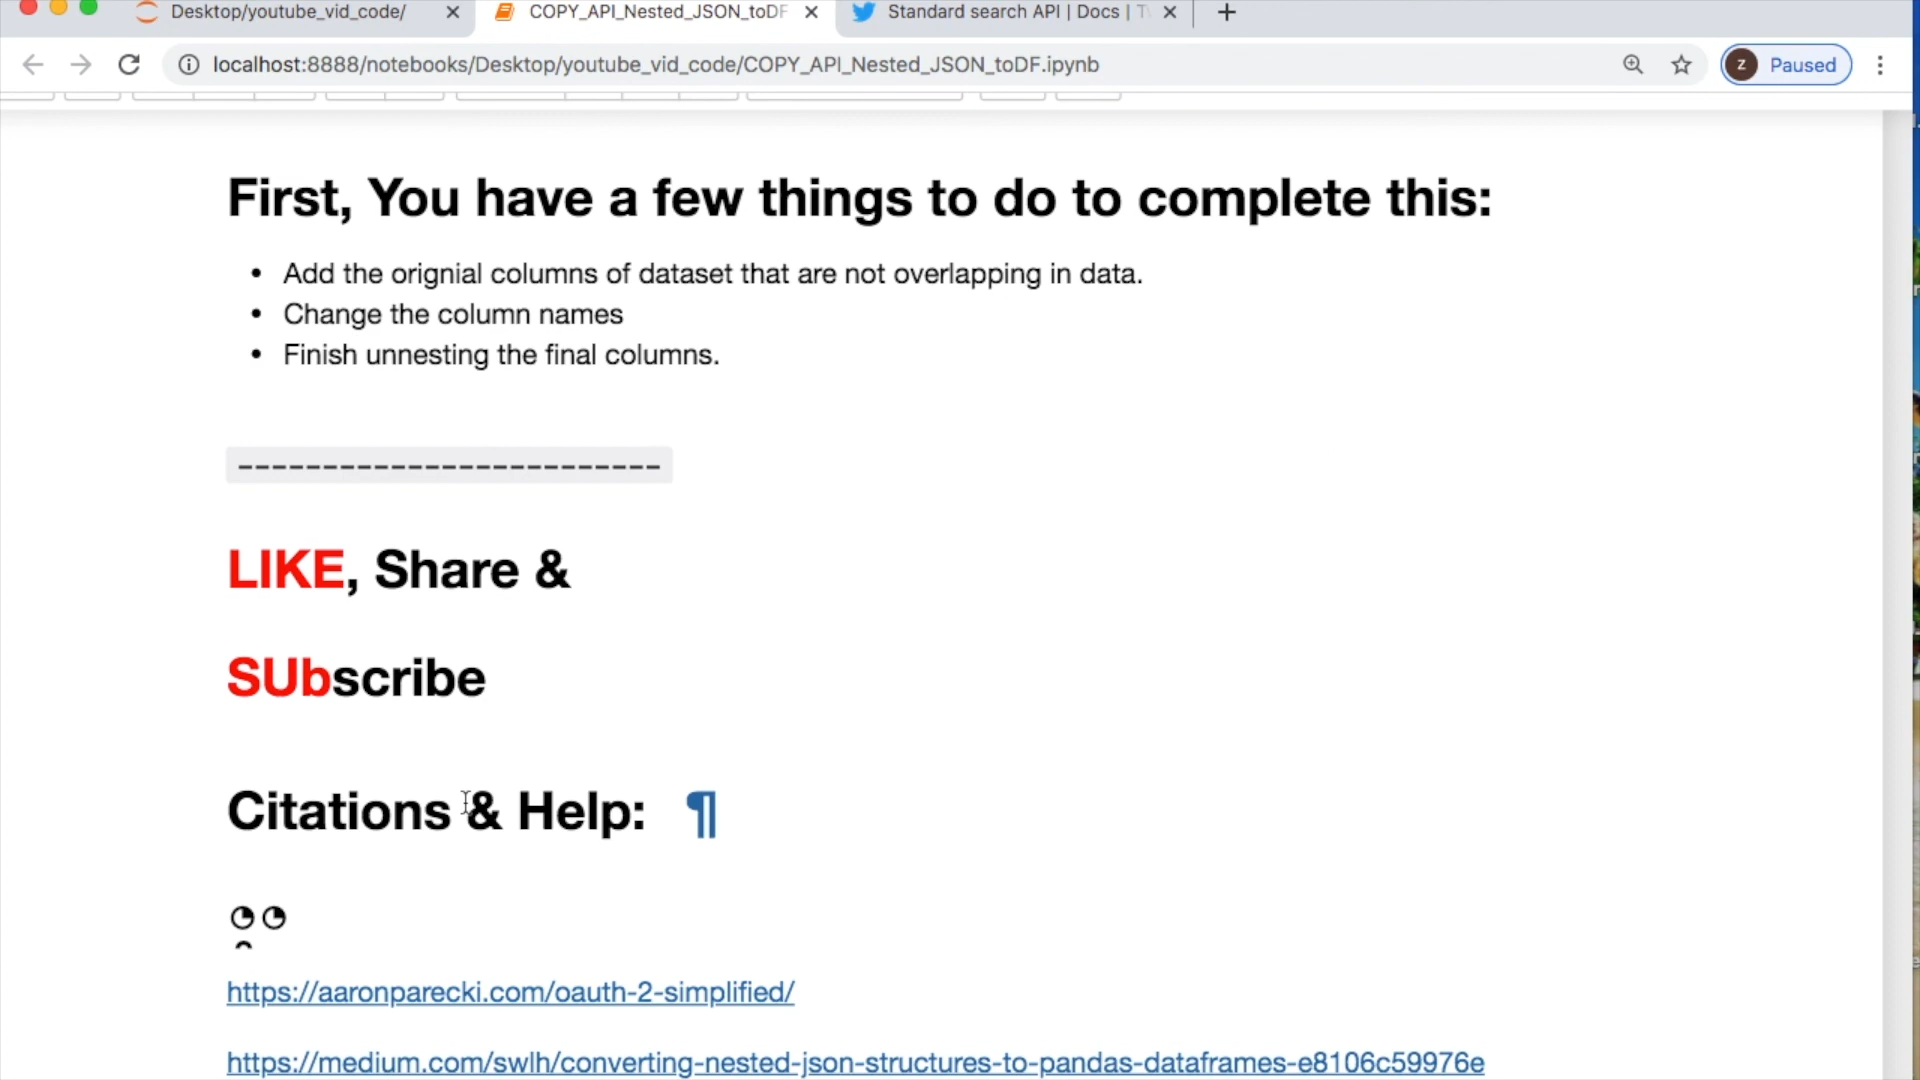 Desktop/youtube_vid_code/
COPY_API_Nested_JSON_toDF
Standard search API | Docs | Tw
localhost:8888/notebooks/Desktop/youtube_vid_code/COPY_API_Nested_JSON_toDF.ipynb
z Paused
First, You have a few things to do to complete this:
• Add the orignial columns of dataset that are not overlapping in data.
• Change the column names
• Finish unnesting the final columns.
-------------------------
LIKE, Share &
SUbscribe
Citations & Help: ¶
https://aaronparecki.com/oauth-2-simplified/
https://medium.com/swlh/converting-nested-json-structures-to-pandas-dataframes-e8106c59976e